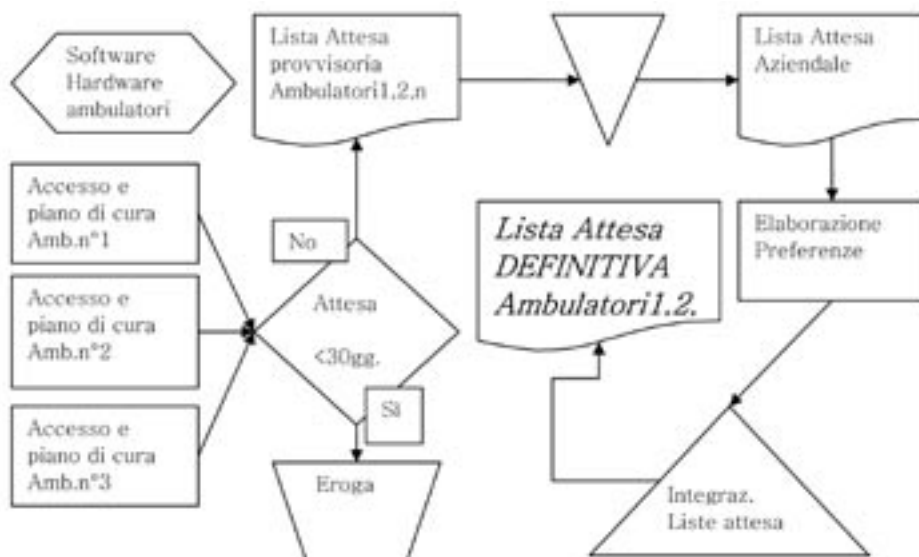 Software
Hardware
ambulatori
Lista Attesa
provvisoria
Ambulatori1,2,n
Lista Attesa
Aziendale
Accesso e
piano di cura
Amb.n°1
No
Lista Attesa
DEFINITIVA
Ambulatori1.2.
Elaborazione
Preferenze
Accesso e
piano di cura
Amb.n°2
Attesa
<30gg.
Sì
Accesso e
piano di cura
Amb.n°3
Eroga
Integraz.
Liste attesa